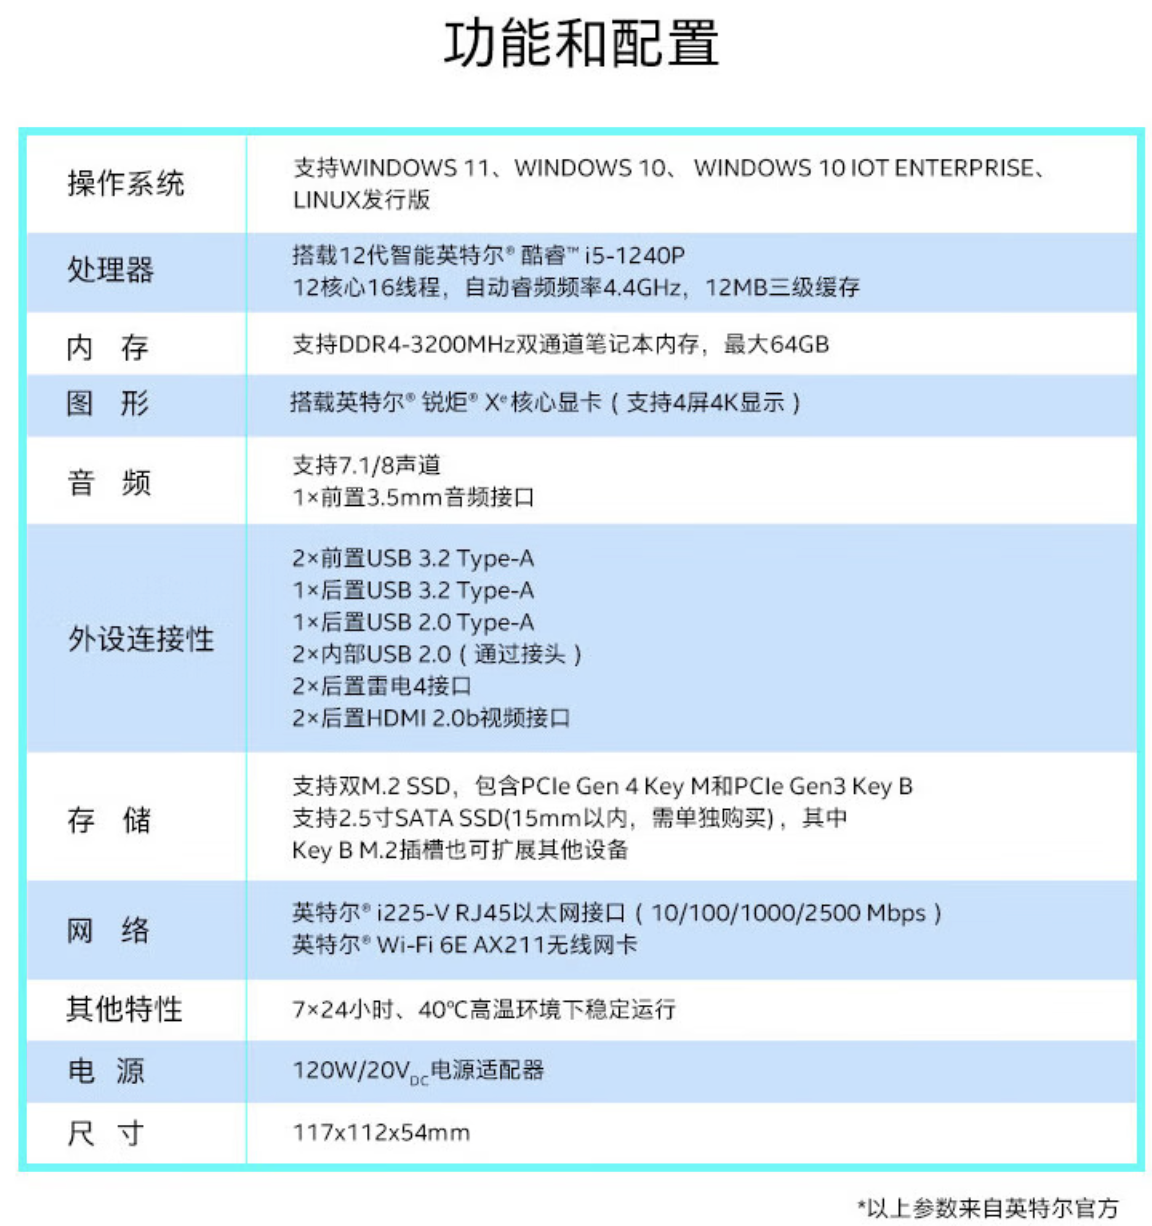 功能和配置
操作系统
支持WINDOWS 11、WINDOWS 10、 WINDOWS 10 IOT ENTERPRISE、
LINUX发行版
处理器
搭载12代智能英特尔® 酷睿™ i5-1240P
12核心16线程，自动睿频频率4.4GHz，12MB三级缓存
内 存
支持DDR4-3200MHz双通道笔记本内存，最大64GB
图 形
搭载英特尔® 锐炬® Xᵉ 核心显卡（支持4屏4K显示）
音 频
支持7.1/8声道
1×前置3.5mm音频接口
外设连接性
2×前置USB 3.2 Type-A
1×后置USB 3.2 Type-A
1×后置USB 2.0 Type-A
2×内部USB 2.0（通过接头）
2×后置雷电4接口
2×后置HDMI 2.0b视频接口
存 储
支持双M.2 SSD，包含PCIe Gen 4 Key M和PCIe Gen3 Key B
支持2.5寸SATA SSD(15mm以内，需单独购买)，其中
Key B M.2插槽也可扩展其他设备
网 络
英特尔® i225-V RJ45以太网接口（10/100/1000/2500 Mbps）
英特尔® Wi-Fi 6E AX211无线网卡
其他特性
7×24小时、40℃高温环境下稳定运行
电 源
120W/20VDC电源适配器
尺 寸
117x112x54mm
*以上参数来自英特尔官方